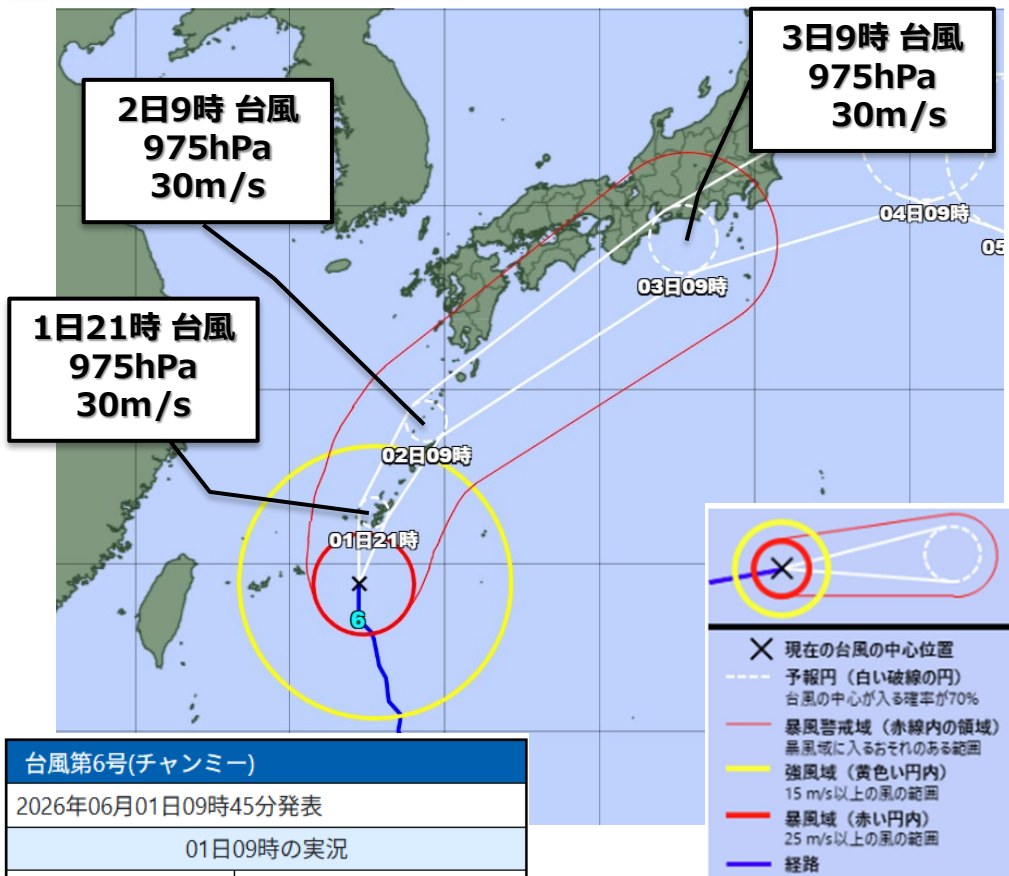 3日9時 台風
975hPa
30m/s
2日9時 台風
975hPa
30m/s
1日21時 台風
975hPa
30m/s
04日09時
05
03日09時
02日09時
01日21時
6
現在の台風の中心位置
予報円（白い破線の円）
台風の中心が入る確率が70%
暴風警戒域（赤線内の領域）
暴風域に入るおそれのある範囲
強風域（黄色い円内）
15 m/s以上の風の範囲
暴風域（赤い円内）
25 m/s以上の風の範囲
経路
台風第6号(チャンミー)
2026年06月01日09時45分発表
01日09時の実況